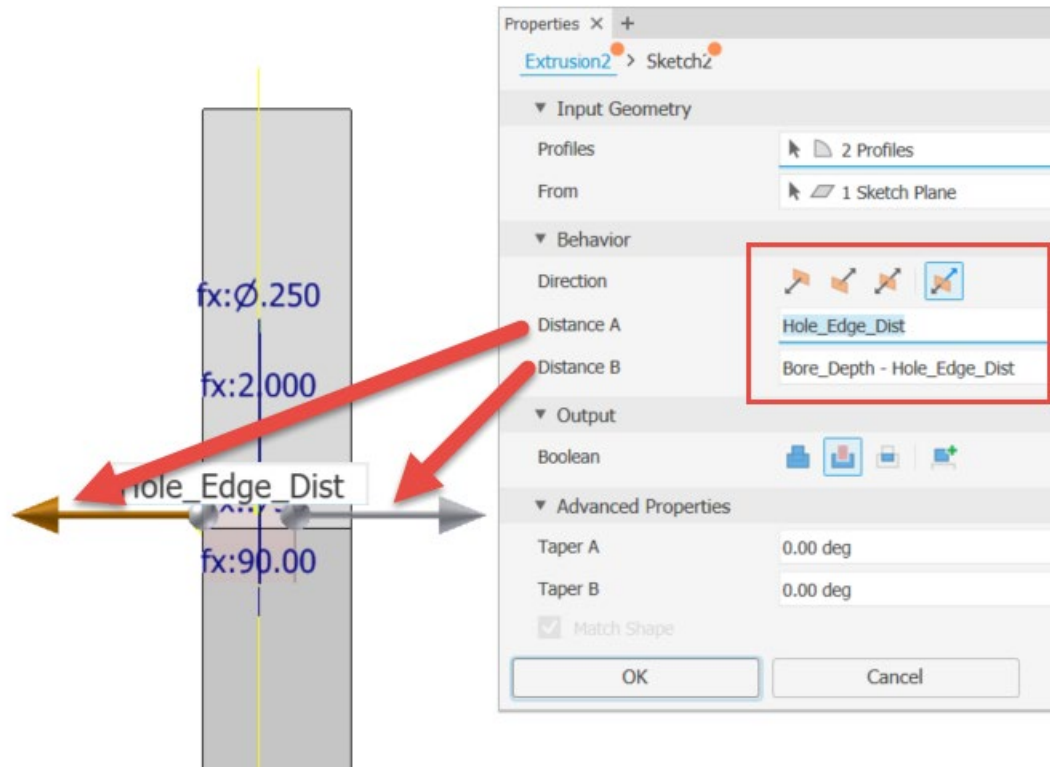 Properties × +
Extrusion2 > Sketch2
Input Geometry
Profiles 2 Profiles
From 1 Sketch Plane
Behavior
Direction
Distance A Hole_Edge_Dist
Distance B Bore_Depth - Hole_Edge_Dist
Output
Boolean
Advanced Properties
Taper A 0.00 deg
Taper B 0.00 deg
Match Shape
OK Cancel
fx:Ø.250
fx:2.000
Hole_Edge_Dist
fx:90.00